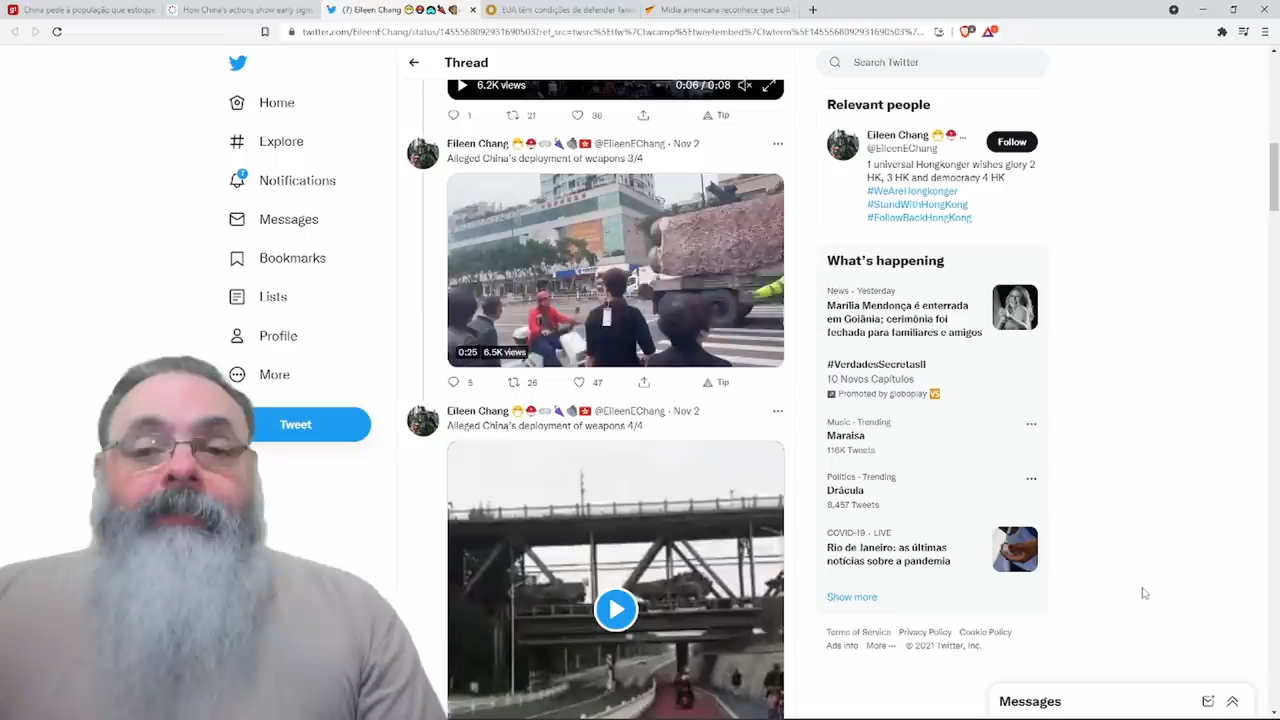 China pede à população que estoque
How China's actions show early signs
(7) Eileen Chang
EUA têm condições de defender Taiw
Mídia americana reconhece que EUA
twitter.com/EileenEChang/status/1455568092931690503?ref_src=twsrc%5Etfw%7Ctwcamp%5Etweetembed%7Ctwterm%5E1455568092931690503%7...
Thread
Search Twitter
Home
Explore
Notifications
Messages
Bookmarks
Lists
Profile
More
Tweet
6.2K views
0:06 / 0:08
1 21 36 Tip
Eileen Chang @EileenEChang · Nov 2
Alleged China's deployment of weapons 3/4
0:25 6.5K views
5 26 47 Tip
Eileen Chang @EileenEChang · Nov 2
Alleged China's deployment of weapons 4/4
Relevant people
Eileen Chang ...
@EileenEChang
Follow
1 universal Hongkonger wishes glory 2
HK, 3 HK and democracy 4 HK
#WeAreHongkonger
#StandWithHongKong
#FollowBackHongKong
What's happening
News · Yesterday
Marília Mendonça é enterrada
em Goiânia; cerimônia foi
fechada para familiares e amigos
#VerdadesSecretasII
10 Novos Capítulos
Promoted by globoplay
Music · Trending
Maraisa
116K Tweets
Politics · Trending
Drácula
8,457 Tweets
COVID-19 · LIVE
Rio de Janeiro: as últimas
notícias sobre a pandemia
Show more
Terms of Service Privacy Policy Cookie Policy
Ads info More ··· © 2021 Twitter, Inc.
Messages